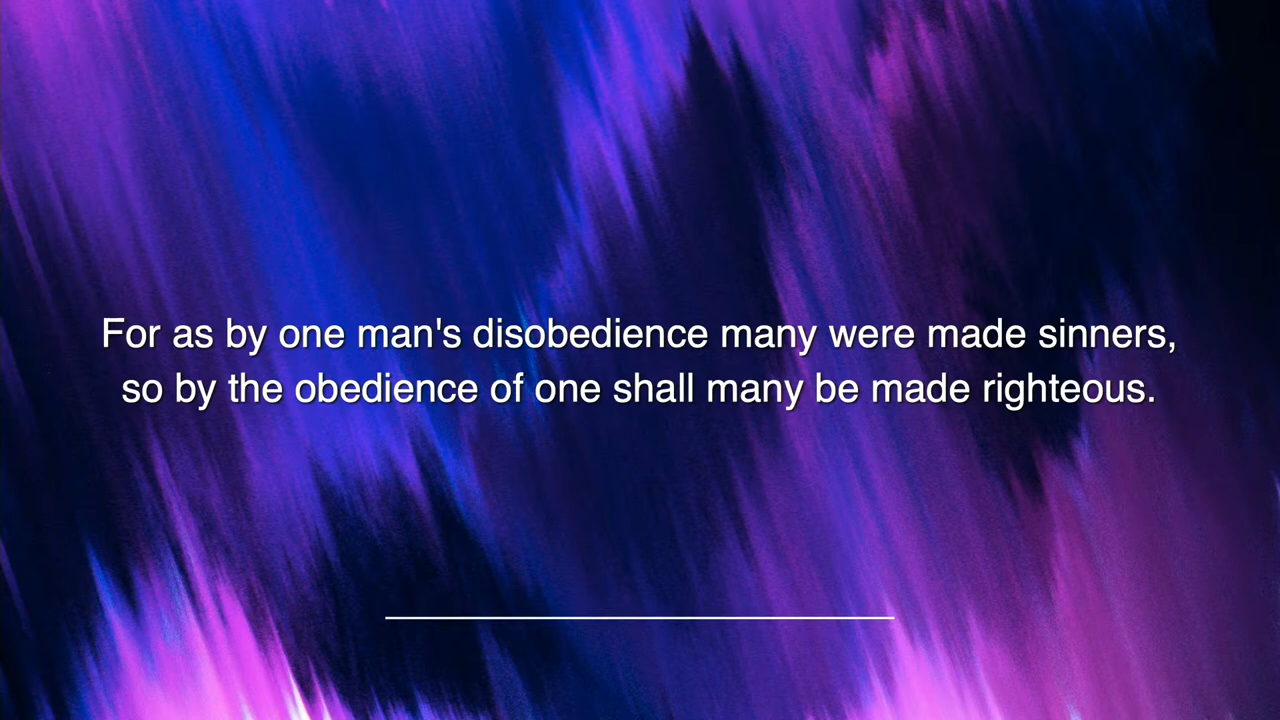 For as by one man's disobedience many were made sinners,
so by the obedience of one shall many be made righteous.